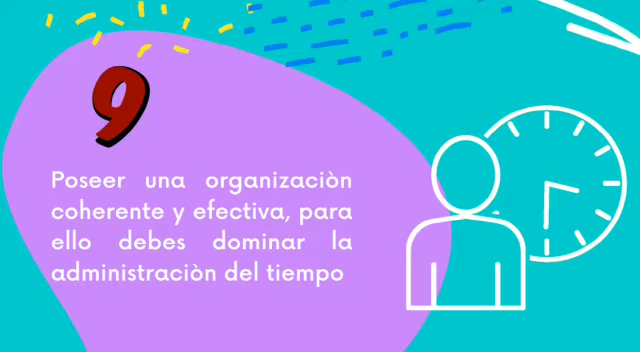 9
Poseer una organizaciòn
coherente y efectiva, para
ello debes dominar la
administraciòn del tiempo